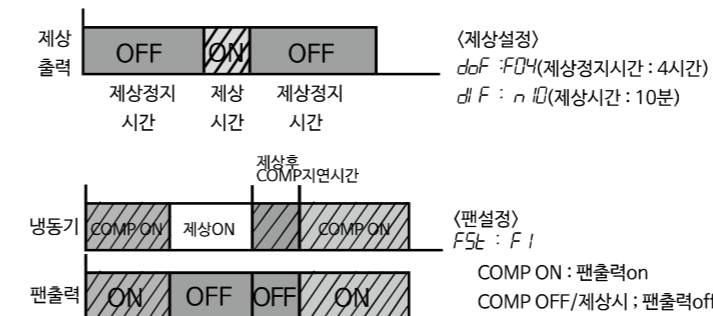 제상
출력
OFF ON OFF
제상정지
시간
제상
시간
제상정지
시간
〈제상설정〉
doF : F04(제상정지시간 : 4시간)
dI F : n 10(제상시간 : 10분)
제상후
COMP지연시간
냉동기
COMP ON 제상ON COMP ON
팬출력
ON OFF OFF ON
〈팬설정〉
FSt : F 1
COMP ON : 팬출력on
COMP OFF/제상시 ; 팬출력off